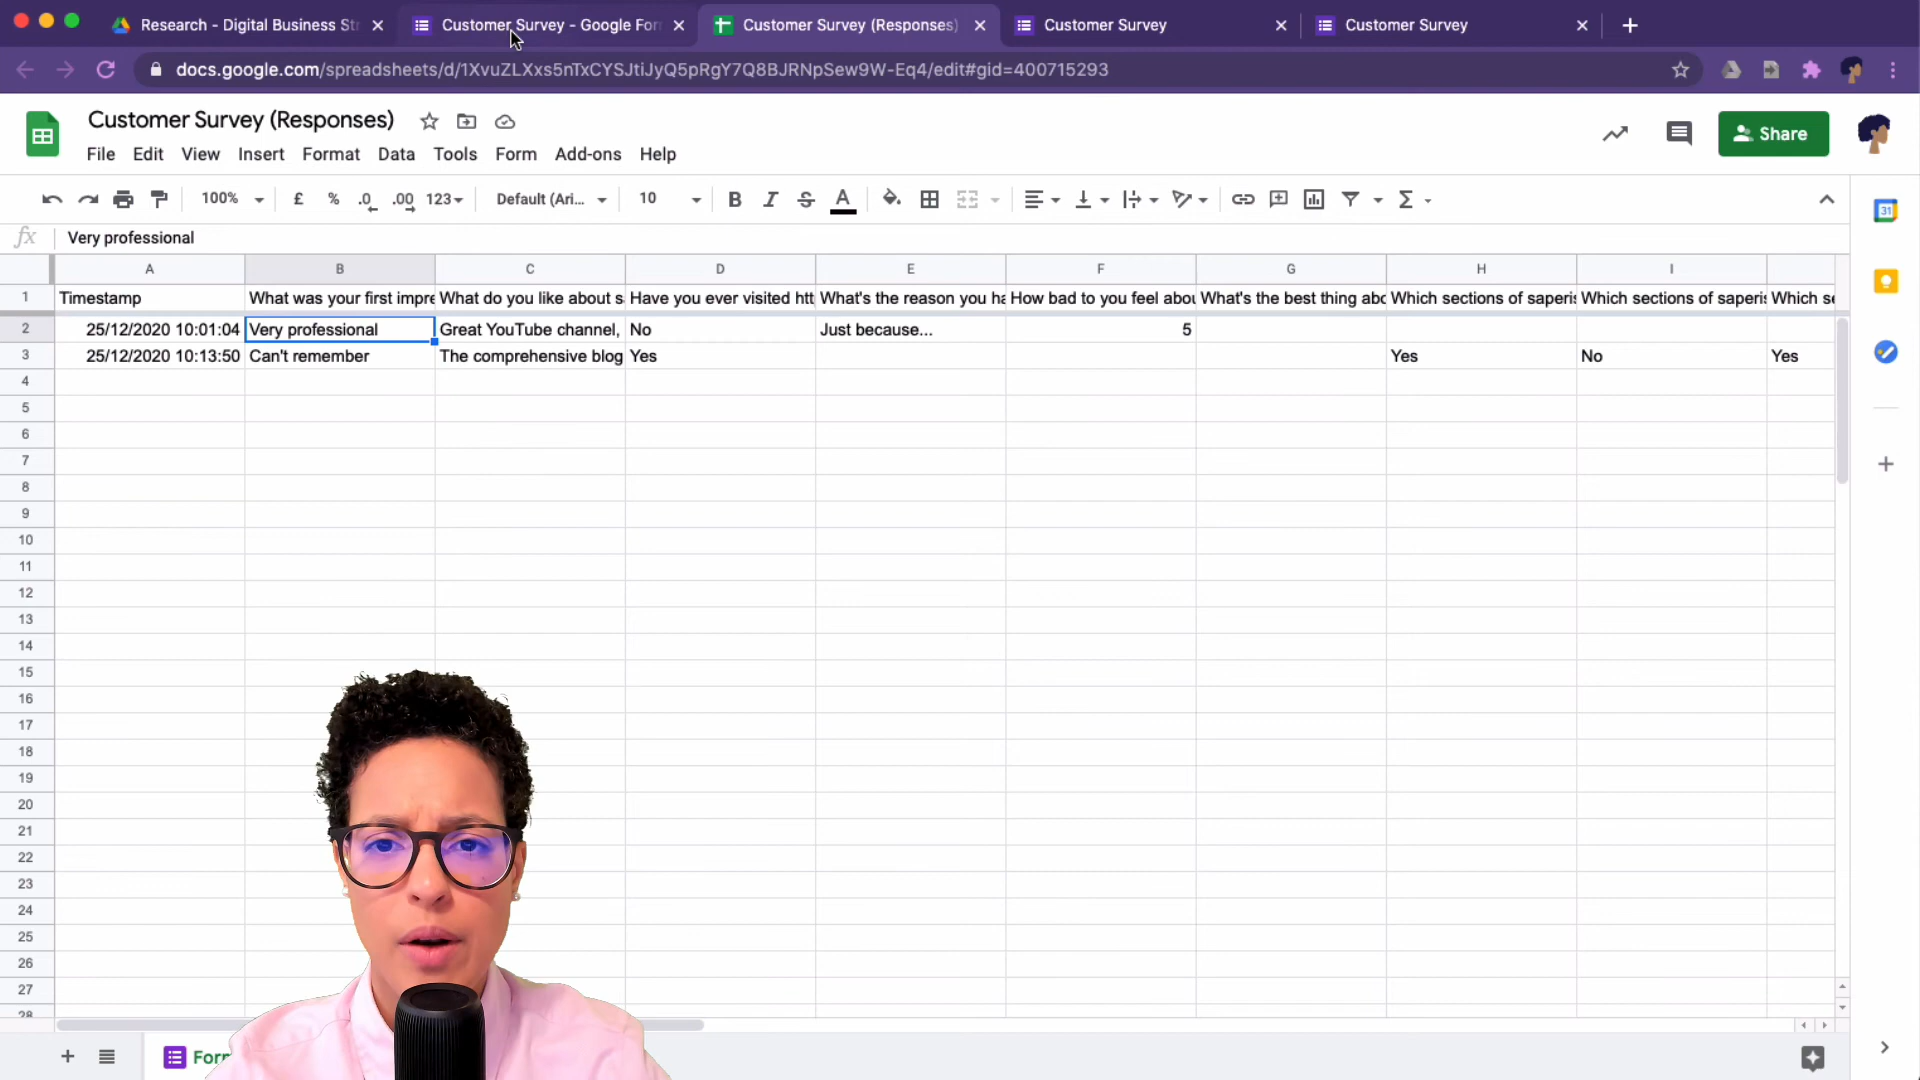 Research - Digital Business St
Customer Survey - Google For
Customer Survey (Responses)
Customer Survey
Customer Survey
docs.google.com/spreadsheets/d/1XvuZLXxs5nTxCYSJtiJyQ5pRgY7Q8BJRNpSew9W-Eq4/edit#gid=400715293
Customer Survey (Responses)
Share
File Edit View Insert Format Data Tools Form Add-ons Help
100% £ % .0 .00 123 Default (Ari... 10 B I S A Σ
31
fx Very professional
A B C D E F G H I
1 Timestamp What was your first impre What do you like about s Have you ever visited htt What's the reason you ha How bad to you feel abou What's the best thing abo Which sections of saperis Which sections of saperis Which se
2 25/12/2020 10:01:04 Very professional Great YouTube channel, No Just because... 5
3 25/12/2020 10:13:50 Can't remember The comprehensive blog Yes Yes No Yes
4
5
6
7
8
9
10
11
12
13
14
15
16
17
18
19
20
21
22
23
24
25
26
27
28
Form